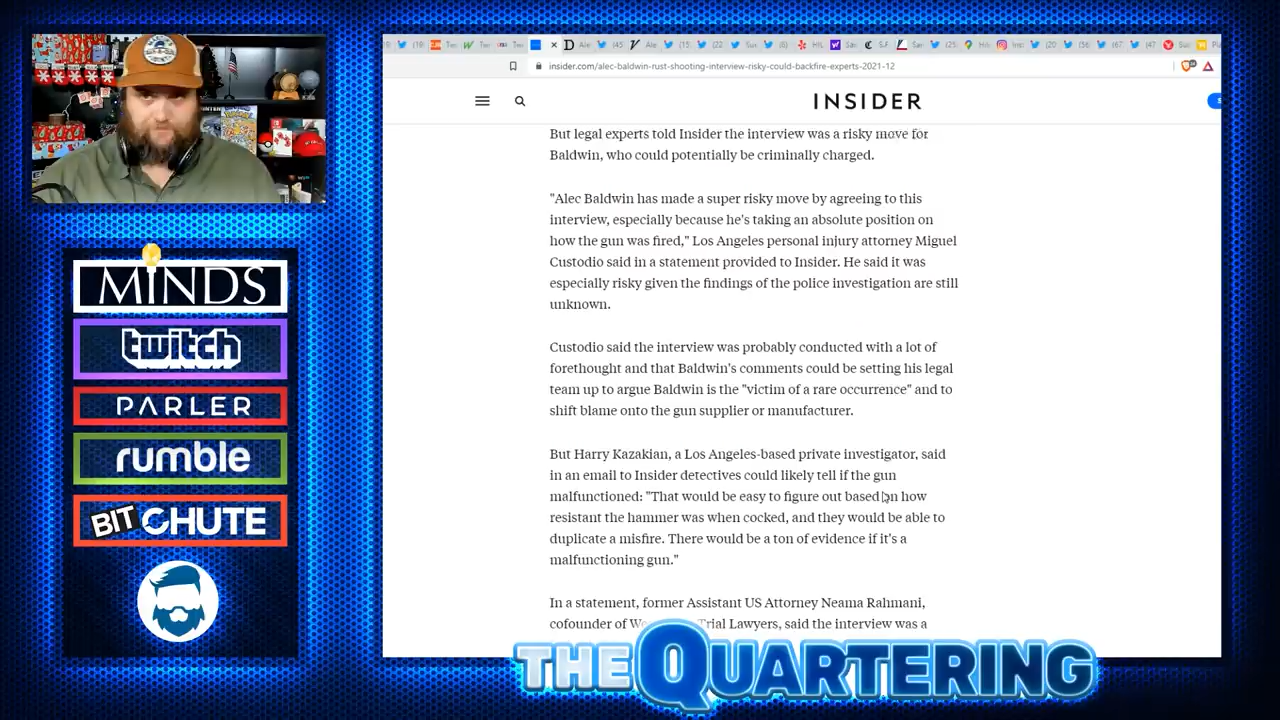 insider.com/alec-baldwin-rust-shooting-interview-risky-could-backfire-experts-2021-12
INSIDER
But legal experts told Insider the interview was a risky move for
Baldwin, who could potentially be criminally charged.
"Alec Baldwin has made a super risky move by agreeing to this
interview, especially because he's taking an absolute position on
how the gun was fired," Los Angeles personal injury attorney Miguel
Custodio said in a statement provided to Insider. He said it was
especially risky given the findings of the police investigation are still
unknown.
Custodio said the interview was probably conducted with a lot of
forethought and that Baldwin's comments could be setting his legal
team up to argue Baldwin is the "victim of a rare occurrence" and to
shift blame onto the gun supplier or manufacturer.
But Harry Kazakian, a Los Angeles-based private investigator, said
in an email to Insider detectives could likely tell if the gun
malfunctioned: "That would be easy to figure out based on how
resistant the hammer was when cocked, and they would be able to
duplicate a misfire. There would be a ton of evidence if it's a
malfunctioning gun."
In a statement, former Assistant US Attorney Neama Rahmani,
cofounder of Trial Lawyers, said the interview was a
MINDS
twitch
PARLER
rumble
BIT CHUTE
THE QUARTERING